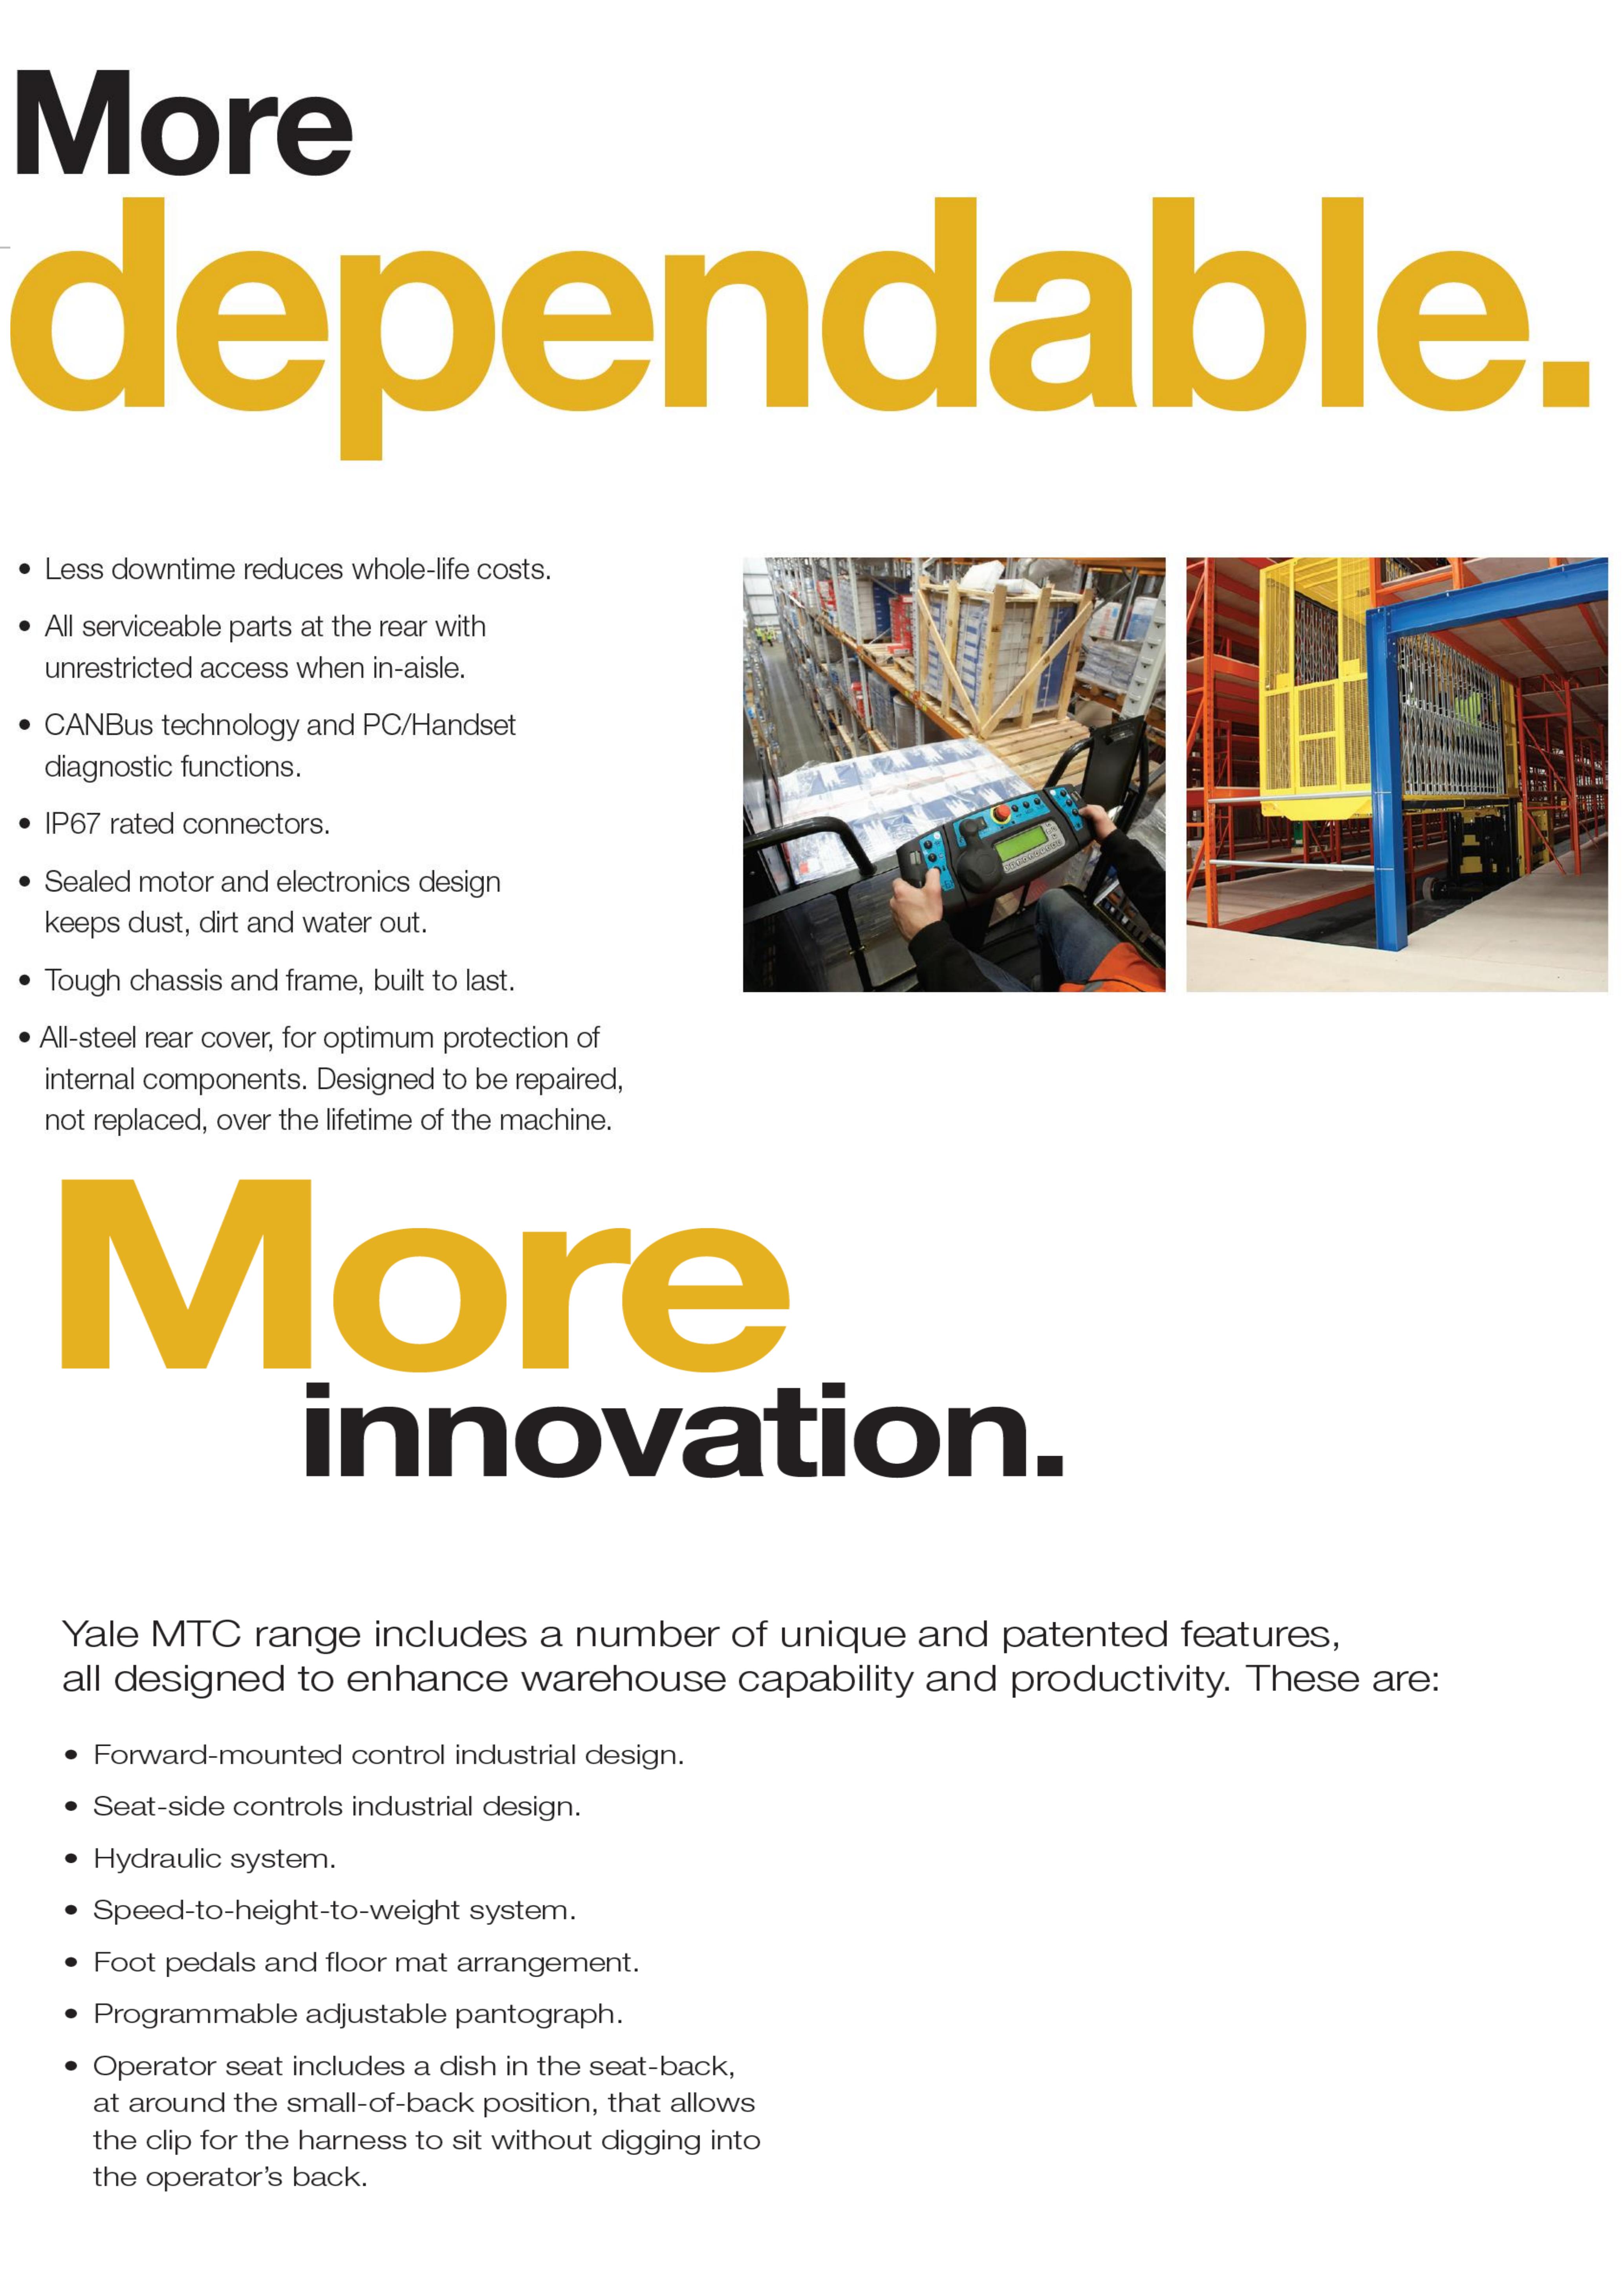 More
dependable.
• Less downtime reduces whole-life costs.
• All serviceable parts at the rear with
unrestricted access when in-aisle.
• CANBus technology and PC/Handset
diagnostic functions.
• IP67 rated connectors.
• Sealed motor and electronics design
keeps dust, dirt and water out.
• Tough chassis and frame, built to last.
• All-steel rear cover, for optimum protection of
internal components. Designed to be repaired,
not replaced, over the lifetime of the machine.
More
innovation.
Yale MTC range includes a number of unique and patented features,
all designed to enhance warehouse capability and productivity. These are:
• Forward-mounted control industrial design.
• Seat-side controls industrial design.
• Hydraulic system.
• Speed-to-height-to-weight system.
• Foot pedals and floor mat arrangement.
• Programmable adjustable pantograph.
• Operator seat includes a dish in the seat-back,
at around the small-of-back position, that allows
the clip for the harness to sit without digging into
the operator’s back.